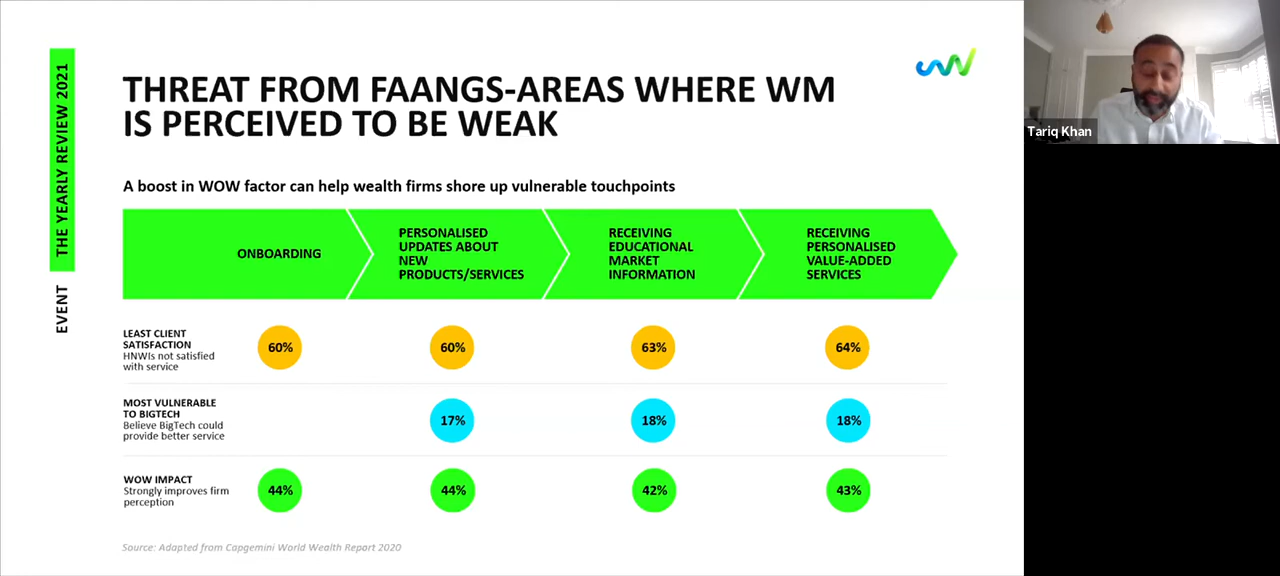 THE YEARLY REVIEW 2021
EVENT
THREAT FROM FAANGS-AREAS WHERE WM
IS PERCEIVED TO BE WEAK
A boost in WOW factor can help wealth firms shore up vulnerable touchpoints
ONBOARDING
PERSONALISED
UPDATES ABOUT
NEW
PRODUCTS/SERVICES
RECEIVING
EDUCATIONAL
MARKET
INFORMATION
RECEIVING
PERSONALISED
VALUE-ADDED
SERVICES
LEAST CLIENT
SATISFACTION
HNWIs not satisfied
with service
60%
60%
63%
64%
MOST VULNERABLE
TO BIGTECH
Believe BigTech could
provide better service
17%
18%
18%
WOW IMPACT
Strongly improves firm
perception
44%
44%
42%
43%
Source: Adapted from Capgemini World Wealth Report 2020
Tariq Khan